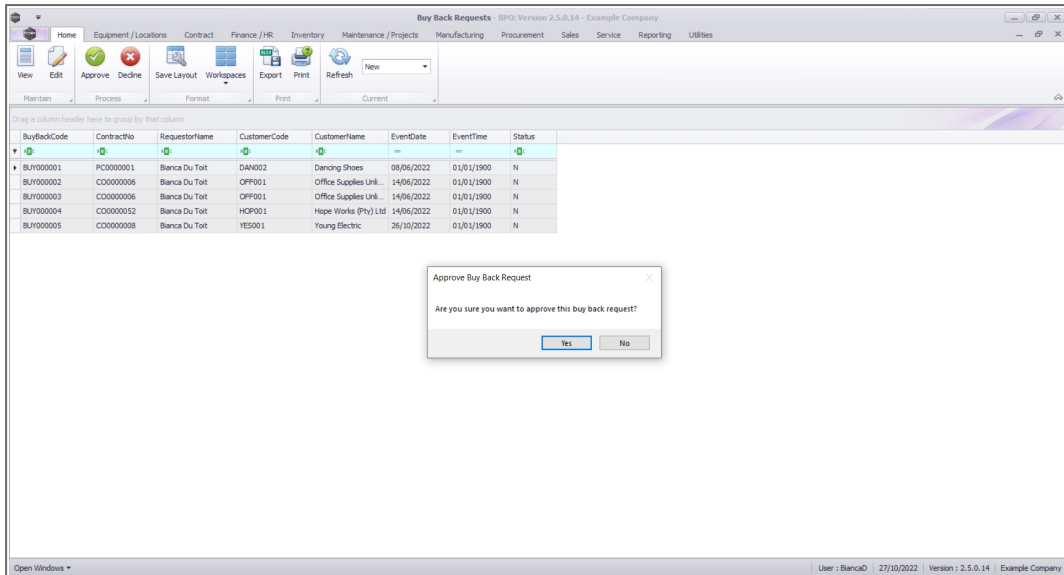 Buy Back Requests - BPO: Version 2.5.0.14 - Example Company
Home Equipment / Locations Contract Finance / HR Inventory Maintenance / Projects Manufacturing Procurement Sales Service Reporting Utilities
View Edit Approve Decline Save Layout Workspaces Export Print Refresh New
Maintain Process Format Print Current
Drag a column header here to group by that column
BuyBackCode ContractNo RequestorName CustomerCode CustomerName EventDate EventTime Status
BUY000001 PC0000001 Bianca Du Toit DAN002 Dancing Shoes 08/06/2022 01/01/1900 N
BUY000002 CO0000006 Bianca Du Toit OFF001 Office Supplies Unli... 14/06/2022 01/01/1900 N
BUY000003 CO0000006 Bianca Du Toit OFF001 Office Supplies Unli... 14/06/2022 01/01/1900 N
BUY000004 CO0000052 Bianca Du Toit HOP001 Hope Works (Pty) Ltd 14/06/2022 01/01/1900 N
BUY000005 CO0000008 Bianca Du Toit YES001 Young Electric 26/10/2022 01/01/1900 N
Approve Buy Back Request
Are you sure you want to approve this buy back request?
Yes No
Open Windows User : BiancaD 27/10/2022 Version : 2.5.0.14 Example Company